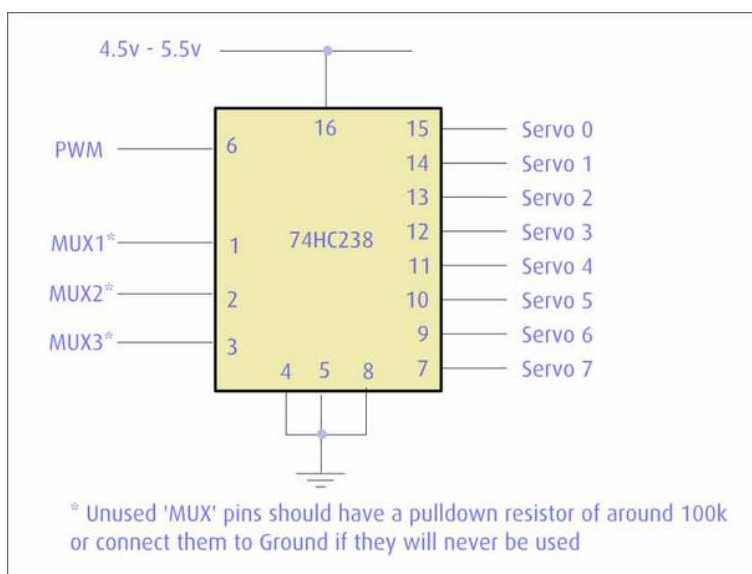 4.5v - 5.5v
16
PWM
6
15
Servo 0
14
Servo 1
13
Servo 2
MUX1*
1
74HC238
12
Servo 3
11
Servo 4
MUX2*
2
10
Servo 5
MUX3*
3
9
Servo 6
4
5
8
7
Servo 7
* Unused 'MUX' pins should have a pulldown resistor of around 100k
or connect them to Ground if they will never be used